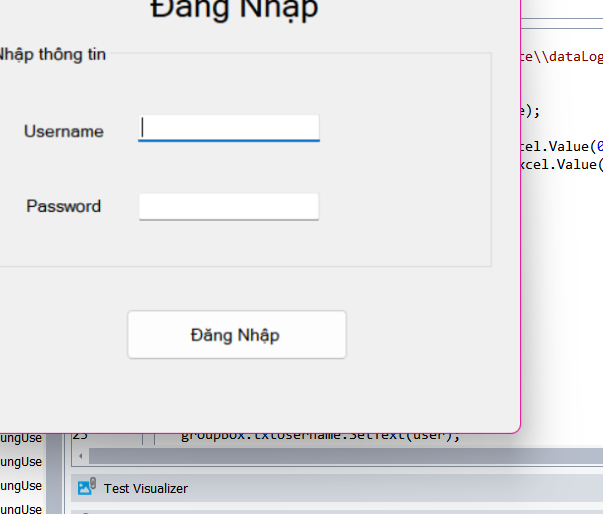 Đăng Nhập
Nhập thông tin
te\\dataLog
Username
e);
cel.Value(0
xcel.Value(
Password
Đăng Nhập
25 groupBox.txtUsername.SetText(user);
ungUse
ungUse
ungUse
ungUse
Test Visualizer